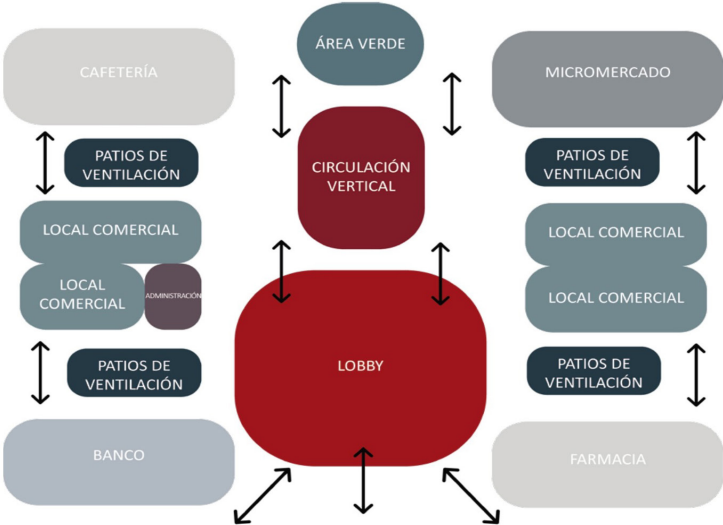 ÁREA VERDE
CAFETERÍA
MICROMERCADO
PATIOS DE
VENTILACIÓN
CIRCULACIÓN
VERTICAL
PATIOS DE
VENTILACIÓN
LOCAL COMERCIAL
LOCAL COMERCIAL
LOCAL
COMERCIAL
ADMINISTRACIÓN
LOCAL COMERCIAL
PATIOS DE
VENTILACIÓN
LOBBY
PATIOS DE
VENTILACIÓN
BANCO
FARMACIA